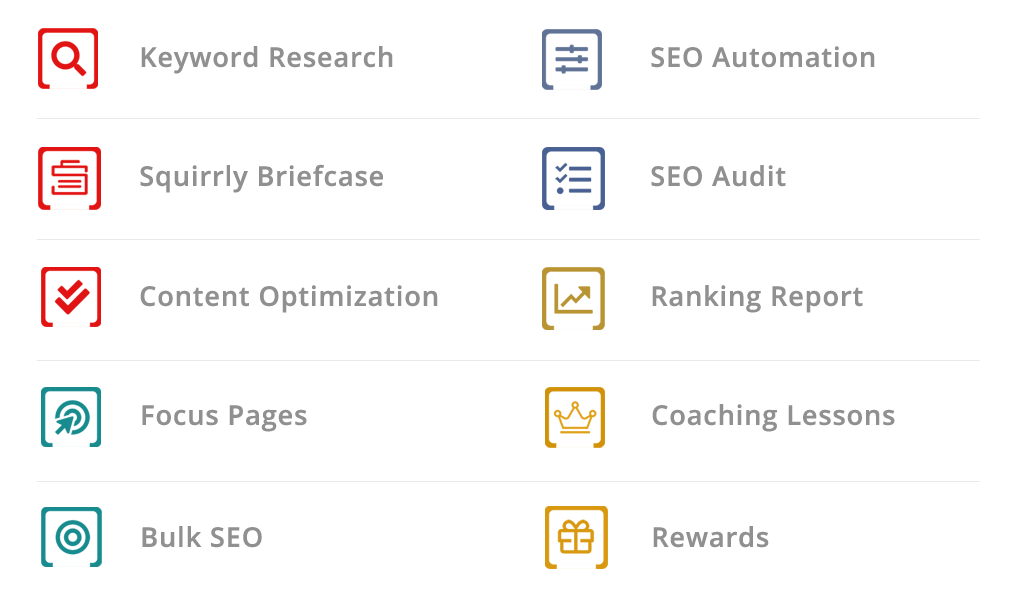 Keyword Research
SEO Automation
Squirrly Briefcase
SEO Audit
Content Optimization
Ranking Report
Focus Pages
Coaching Lessons
Bulk SEO
Rewards